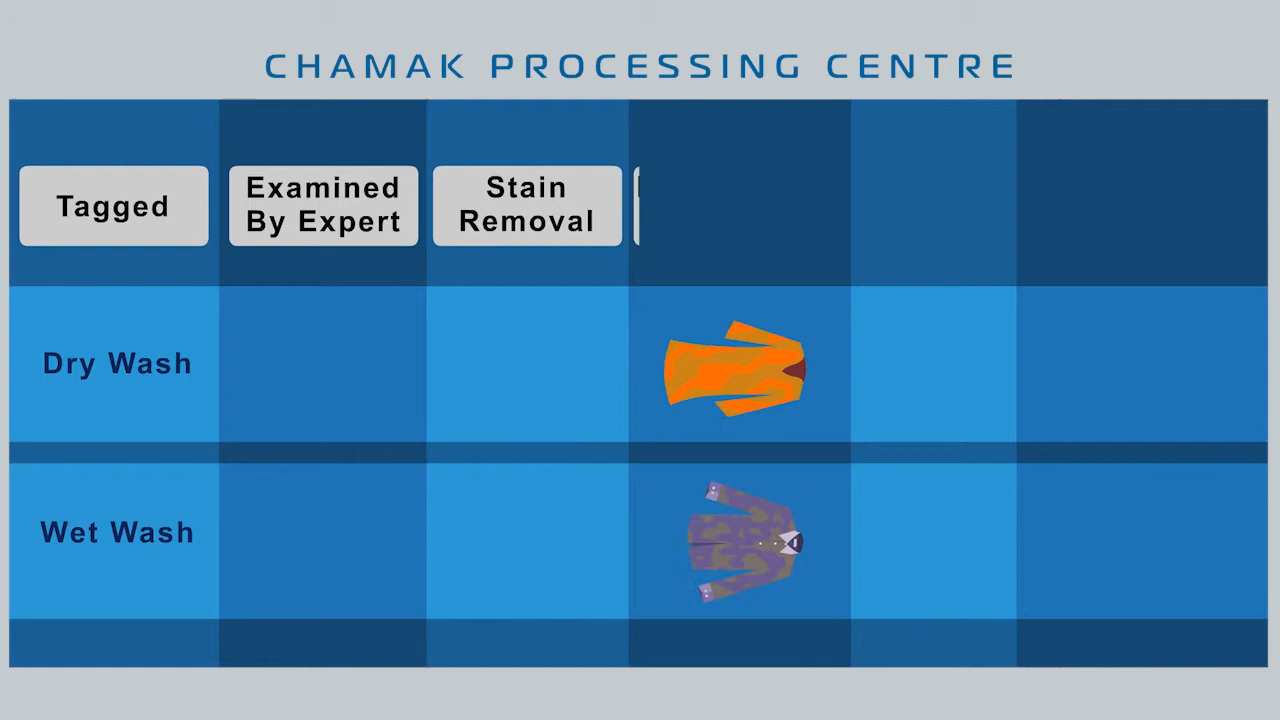 CHAMAK PROCESSING CENTRE
Tagged
Examined
By Expert
Stain
Removal
Dry Wash
Wet Wash